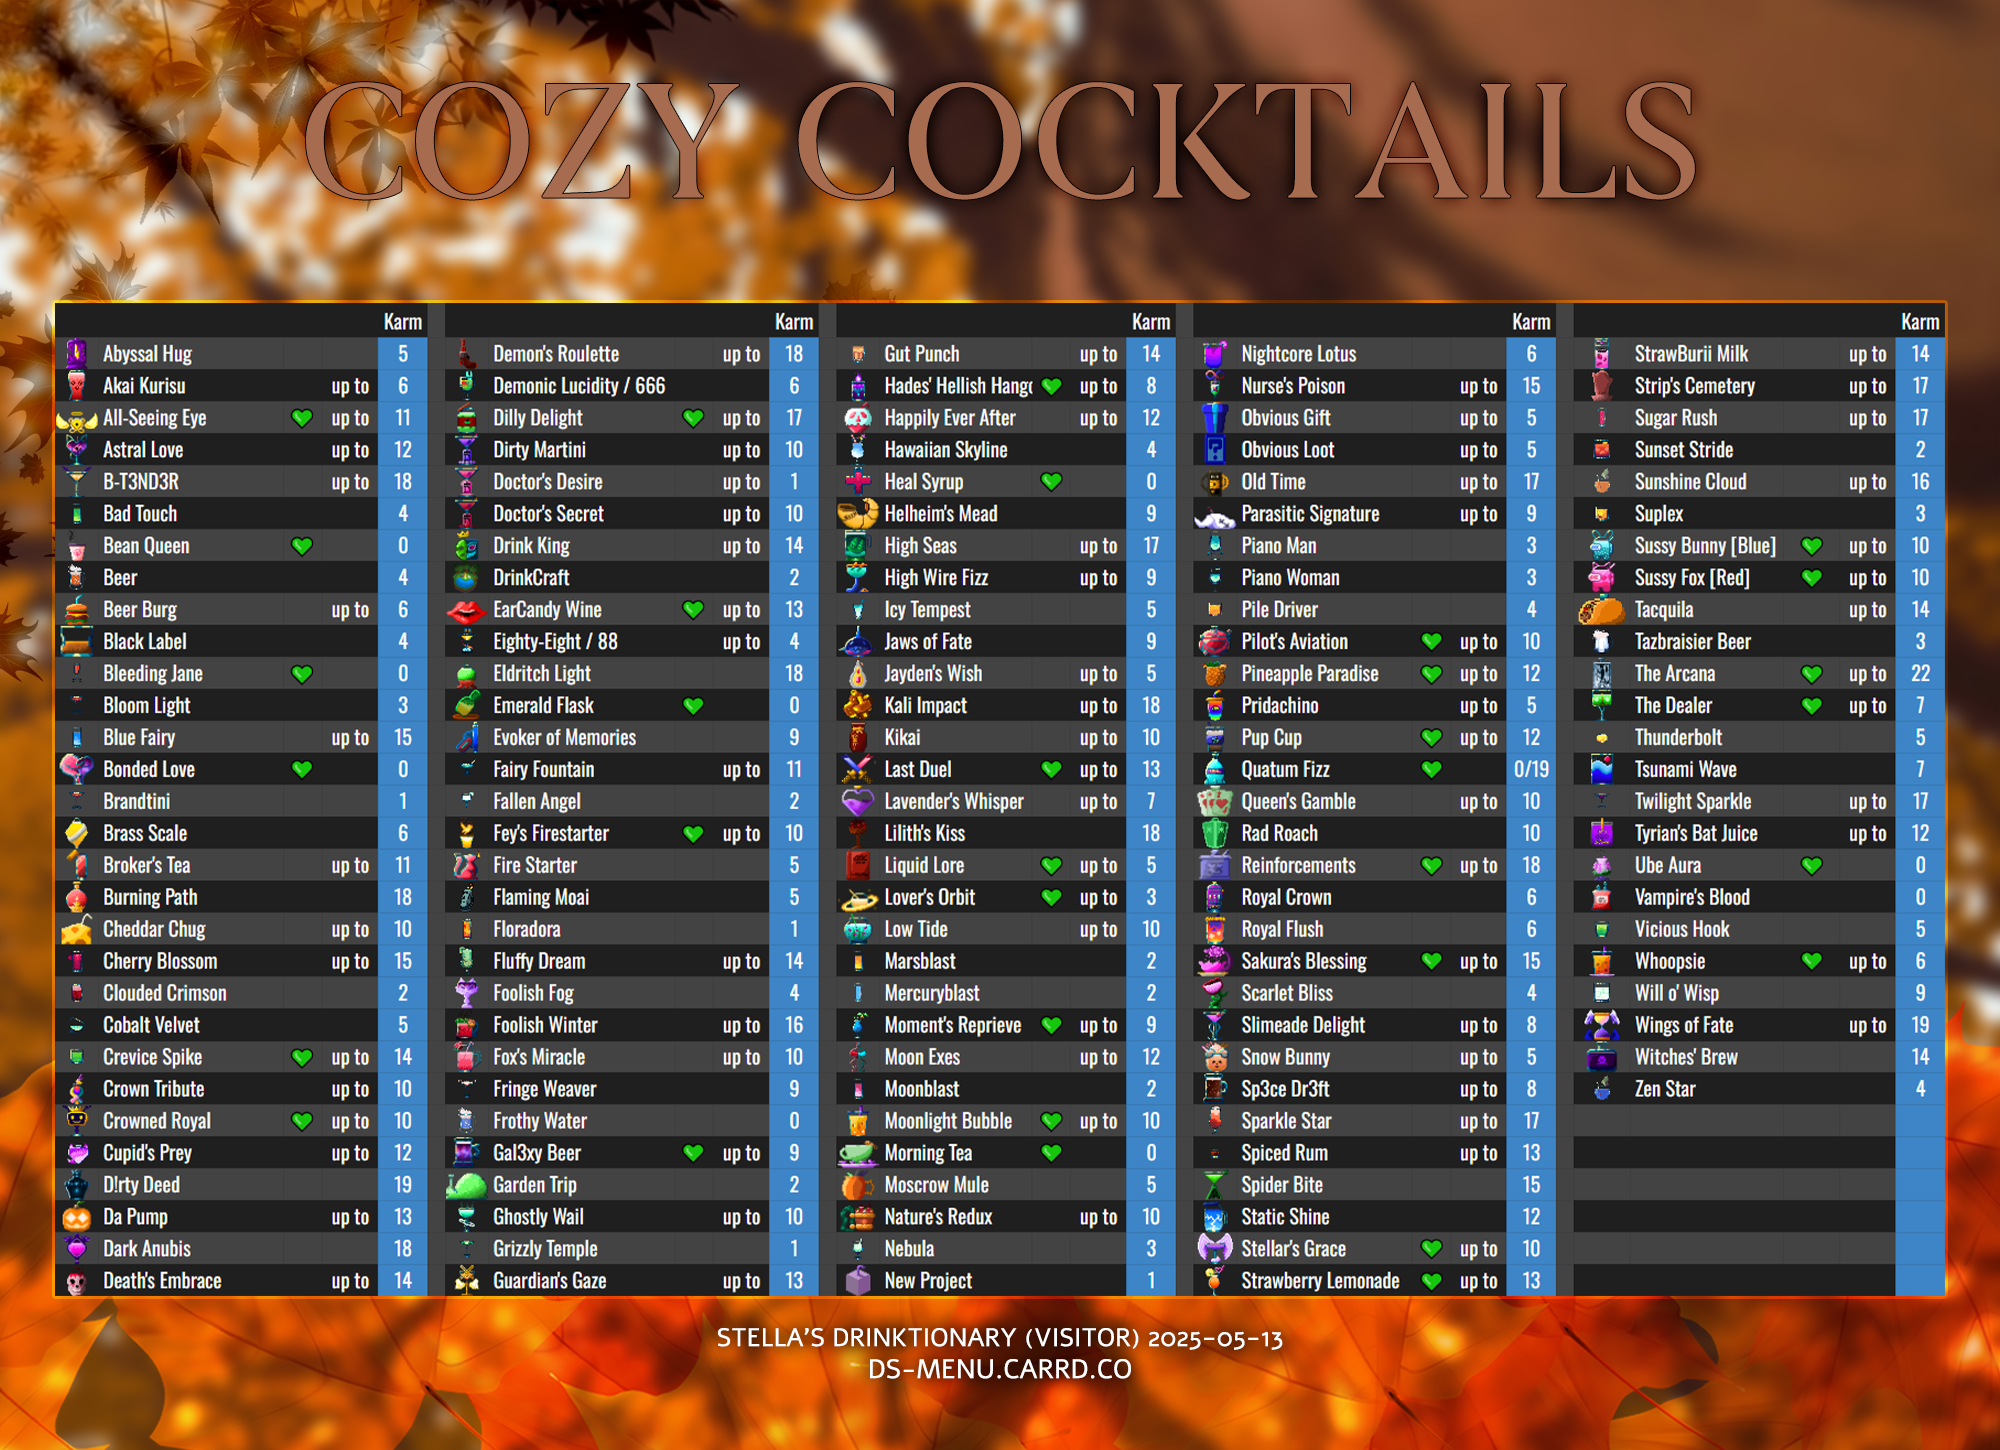 COZY COCKTAILS
Karm
Abyssal Hug 5
Akai Kurisu up to 6
All-Seeing Eye up to 11
Astral Love up to 12
B-T3ND3R up to 18
Bad Touch 4
Bean Queen 0
Beer 4
Beer Burg up to 6
Black Label 4
Bleeding Jane 0
Bloom Light 3
Blue Fairy up to 15
Bonded Love 0
Brandtini 1
Brass Scale 6
Broker's Tea up to 11
Burning Path 18
Cheddar Chug up to 10
Cherry Blossom up to 15
Clouded Crimson 2
Cobalt Velvet 5
Crevice Spike up to 14
Crown Tribute up to 10
Crowned Royal up to 10
Cupid's Prey up to 12
D!rty Deed 19
Da Pump up to 13
Dark Anubis 18
Death's Embrace up to 14
Karm
Demon's Roulette up to 18
Demonic Lucidity / 666 6
Dilly Delight up to 17
Dirty Martini up to 10
Doctor's Desire up to 1
Doctor's Secret up to 10
Drink King up to 14
DrinkCraft 2
EarCandy Wine up to 13
Eighty-Eight / 88 up to 4
Eldritch Light 18
Emerald Flask 0
Evoker of Memories 9
Fairy Fountain up to 11
Fallen Angel 2
Fey's Firestarter up to 10
Fire Starter 5
Flaming Moai 5
Floradora 1
Fluffy Dream up to 14
Foolish Fog 4
Foolish Winter up to 16
Fox's Miracle up to 10
Fringe Weaver 9
Frothy Water 0
Gal3xy Beer up to 9
Garden Trip 2
Ghostly Wail up to 10
Grizzly Temple 1
Guardian's Gaze up to 13
Karm
Gut Punch up to 14
Hades' Hellish Hango up to 8
Happily Ever After up to 12
Hawaiian Skyline 4
Heal Syrup 0
Helheim's Mead 9
High Seas up to 17
High Wire Fizz up to 9
Icy Tempest 5
Jaws of Fate 9
Jayden's Wish up to 5
Kali Impact up to 18
Kikai up to 10
Last Duel up to 13
Lavender's Whisper up to 7
Lilith's Kiss 18
Liquid Lore up to 5
Lover's Orbit up to 3
Low Tide up to 10
Marsblast 2
Mercuryblast 2
Moment's Reprieve up to 9
Moon Exes up to 12
Moonblast 2
Moonlight Bubble up to 10
Morning Tea 0
Moscrow Mule 5
Nature's Redux up to 10
Nebula 3
New Project 1
Karm
Nightcore Lotus 6
Nurse's Poison up to 15
Obvious Gift up to 5
Obvious Loot up to 5
Old Time up to 17
Parasitic Signature up to 9
Piano Man 3
Piano Woman 3
Pile Driver 4
Pilot's Aviation up to 10
Pineapple Paradise up to 12
Pridachino up to 5
Pup Cup up to 12
Quatum Fizz 0/19
Queen's Gamble up to 10
Rad Roach 10
Reinforcements up to 18
Royal Crown 6
Royal Flush 6
Sakura's Blessing up to 15
Scarlet Bliss 4
Slimeade Delight up to 8
Snow Bunny up to 5
Sp3ce Dr3ft up to 8
Sparkle Star up to 17
Spiced Rum up to 13
Spider Bite 15
Static Shine 12
Stellar's Grace up to 10
Strawberry Lemonade up to 13
Karm
StrawBurii Milk up to 14
Strip's Cemetery up to 17
Sugar Rush up to 17
Sunset Stride 2
Sunshine Cloud up to 16
Suplex 3
Sussy Bunny [Blue] up to 10
Sussy Fox [Red] up to 10
Tacquila up to 14
Tazbraisier Beer 3
The Arcana up to 22
The Dealer up to 7
Thunderbolt 5
Tsunami Wave 7
Twilight Sparkle up to 17
Tyrian's Bat Juice up to 12
Ube Aura 0
Vampire's Blood 0
Vicious Hook 5
Whoopsie up to 6
Will o' Wisp 9
Wings of Fate up to 19
Witches' Brew 14
Zen Star 4
STELLA'S DRINKTIONARY (VISITOR) 2025-05-13
DS-MENU.CARRD.CO